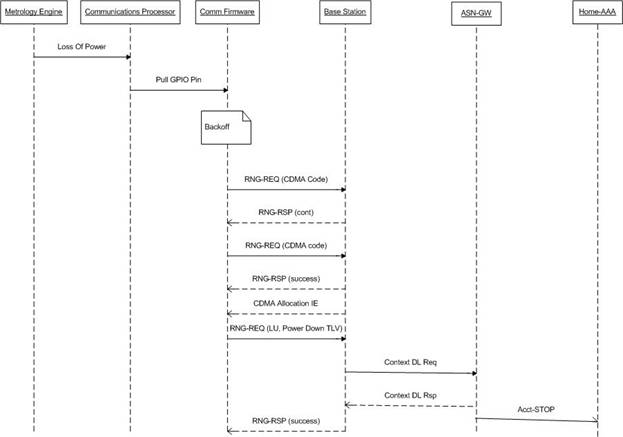 Metrology Engine
Communications Processor
Comm Firmware
Base Station
ASN-GW
Home-AAA
Loss Of Power
Pull GPIO Pin
Backoff
RNG-REQ (CDMA Code)
RNG-RSP (cont)
RNG-REQ (CDMA code)
RNG-RSP (success)
CDMA Allocation IE
RNG-REQ (LU, Power Down TLV)
Context DL Req
Context DL Rsp
Acct-STOP
RNG-RSP (success)